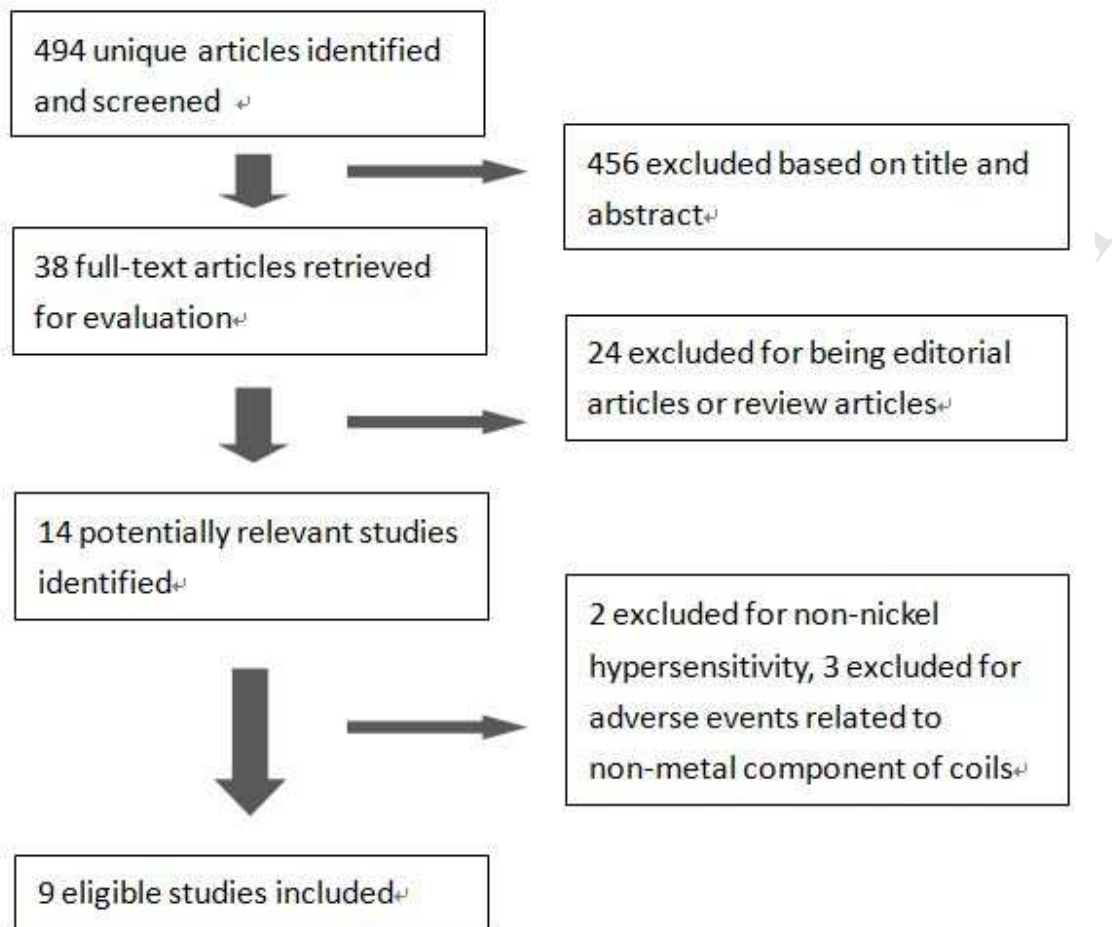 494 unique articles identified
and screened ↵
456 excluded based on title and
abstract↵
38 full-text articles retrieved
for evaluation↵
24 excluded for being editorial
articles or review articles↵
14 potentially relevant studies
identified↵
2 excluded for non-nickel
hypersensitivity, 3 excluded for
adverse events related to
non-metal component of coils↵
9 eligible studies included↵